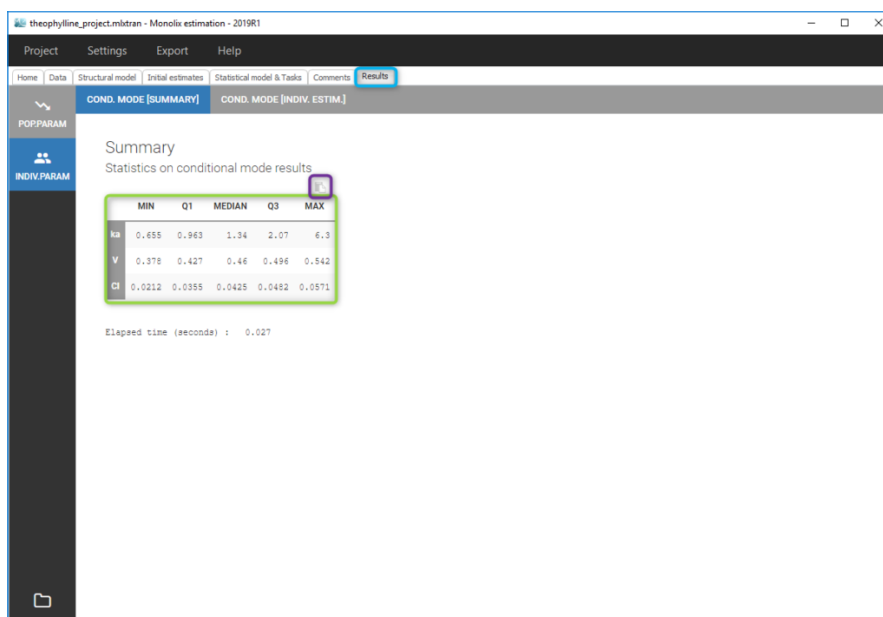 theophylline_project.mlxtran - Monolix estimation - 2019R1
Project Settings Export Help
Home Data Structural model Initial estimates Statistical model & Tasks Comments Results
POP.PARAM
INDIV.PARAM
COND. MODE [SUMMARY] COND. MODE [INDIV. ESTIM.]
Summary
Statistics on conditional mode results
MIN Q1 MEDIAN Q3 MAX
ka 0.655 0.963 1.34 2.07 6.3
V 0.378 0.427 0.46 0.496 0.542
Cl 0.0212 0.0355 0.0425 0.0482 0.0571
Elapsed time (seconds) : 0.027